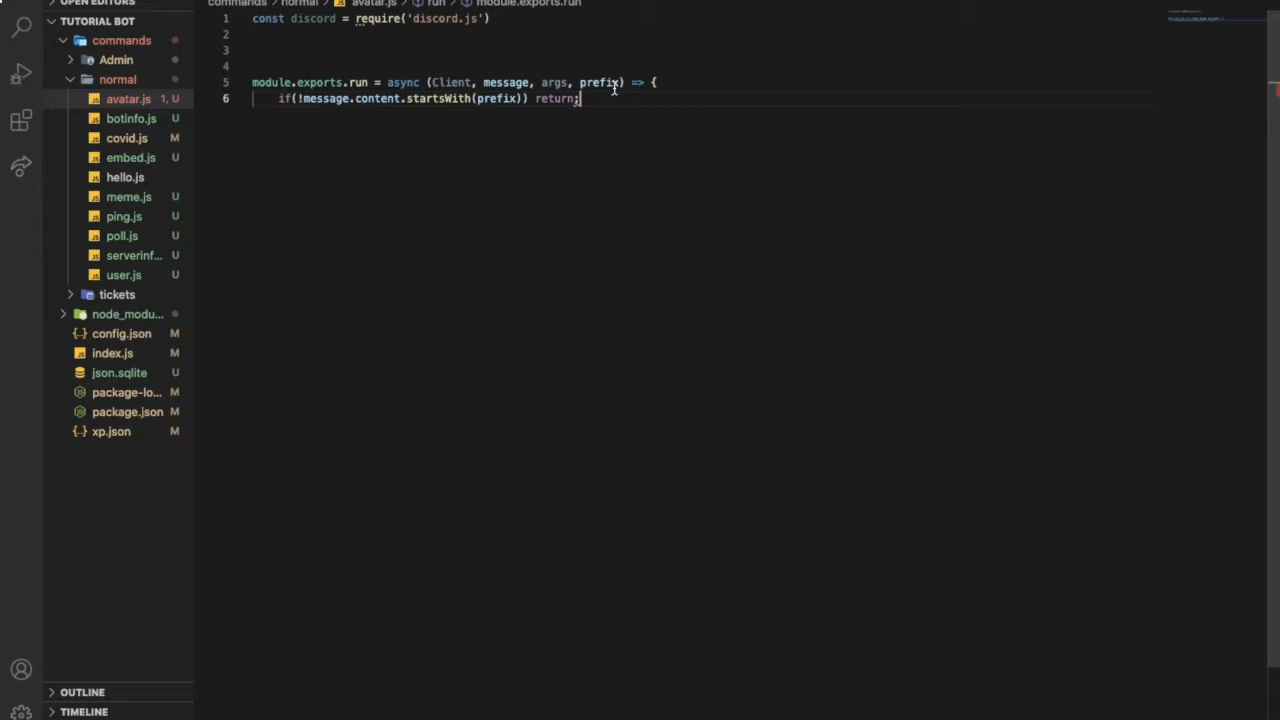 OPEN EDITORS
TUTORIAL BOT
commands
Admin
normal
avatar.js 1, U
botinfo.js U
covid.js M
embed.js U
hello.js
meme.js U
ping.js U
poll.js U
serverinf... U
user.js U
tickets
node_modu...
config.json M
index.js M
json.sqlite U
package-lo... M
package.json M
xp.json M
OUTLINE
TIMELINE
commands normal avatar.js run module.exports.run
1 const discord = require('discord.js')
2
3
4
5 module.exports.run = async (Client, message, args, prefix) => {
6 if(!message.content.startsWith(prefix)) return;